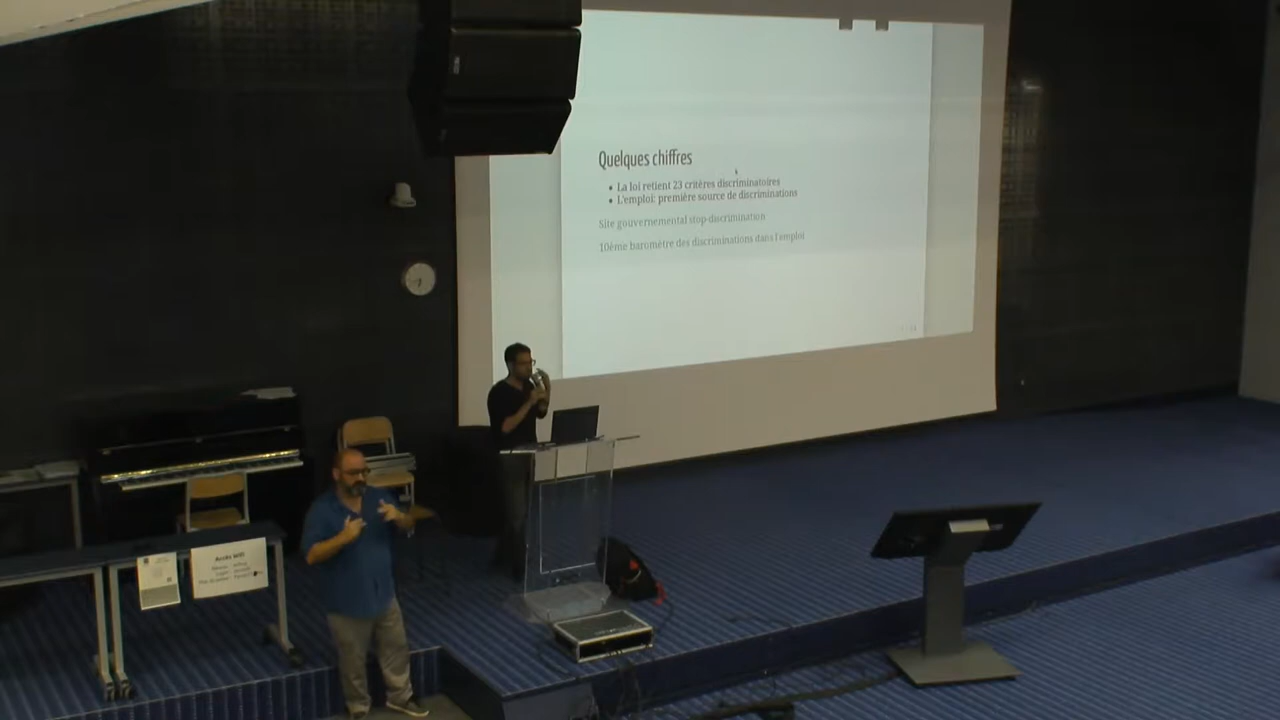 Quelques chiffres
La loi retient 23 critères discriminatoires
L'emploi: première source de discriminations
Site gouvernemental stop-discrimination
10ème baromètre des discriminations dans l'emploi
Accès Wifi